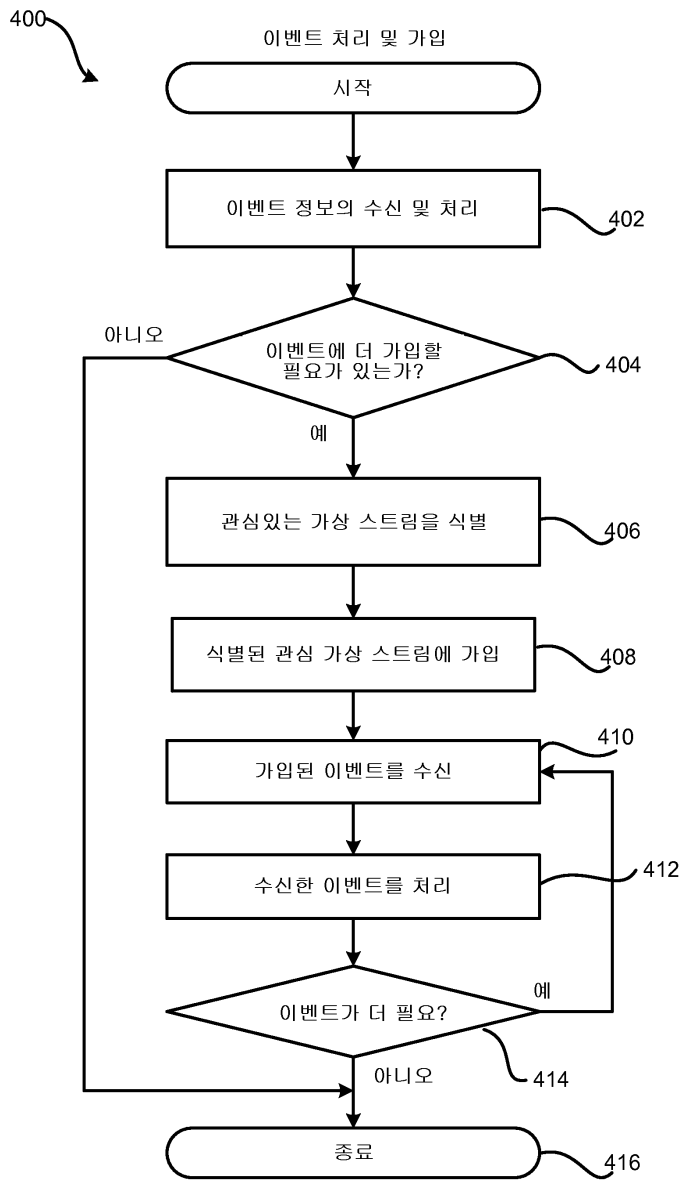 400
이벤트 처리 및 가입
시작
이벤트 정보의 수신 및 처리
402
아니오
이벤트에 더 가입할
필요가 있는가?
404
예
관심있는 가상 스트림을 식별
406
식별된 관심 가상 스트림에 가입
408
410
가입된 이벤트를 수신
수신한 이벤트를 처리
412
예
이벤트가 더 필요?
아니오
414
종료
416